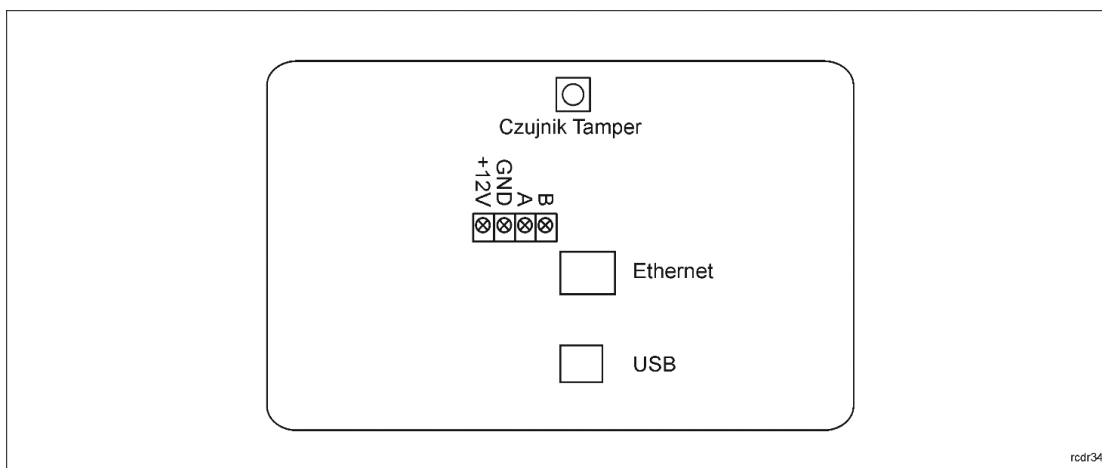 Czujnik Tamper
+12V
GND
A
B
Ethernet
USB
rcdr34